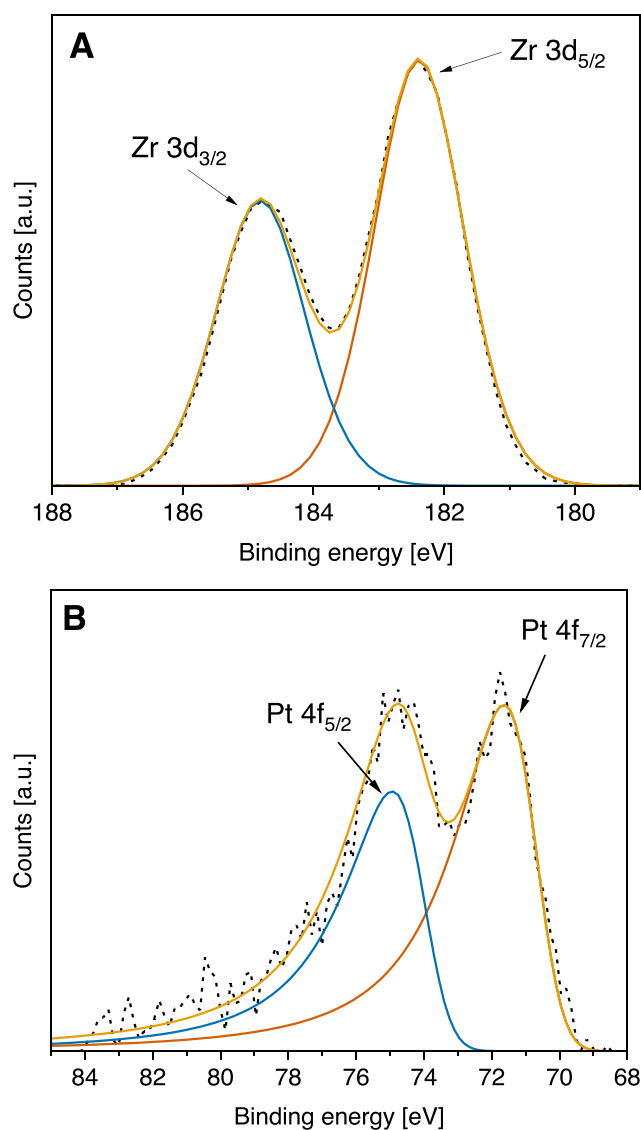 A
Zr 3d5/2
Zr 3d3/2
Counts [a.u.]
188 186 184 182 180
Binding energy [eV]
B
Pt 4f7/2
Pt 4f5/2
Counts [a.u.]
84 82 80 78 76 74 72 70 68
Binding energy [eV]